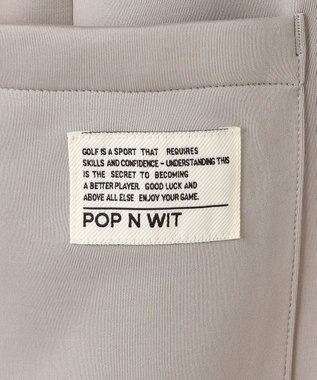 GOLF IS A SPORT THAT REQUIRES
SKILLS AND CONFIDENCE - UNDERSTANDING THIS
IS THE SECRET TO BECOMING
A BETTER PLAYER. GOOD LUCK AND
ABOVE ALL ELSE ENJOY YOUR GAME.
POP N WIT